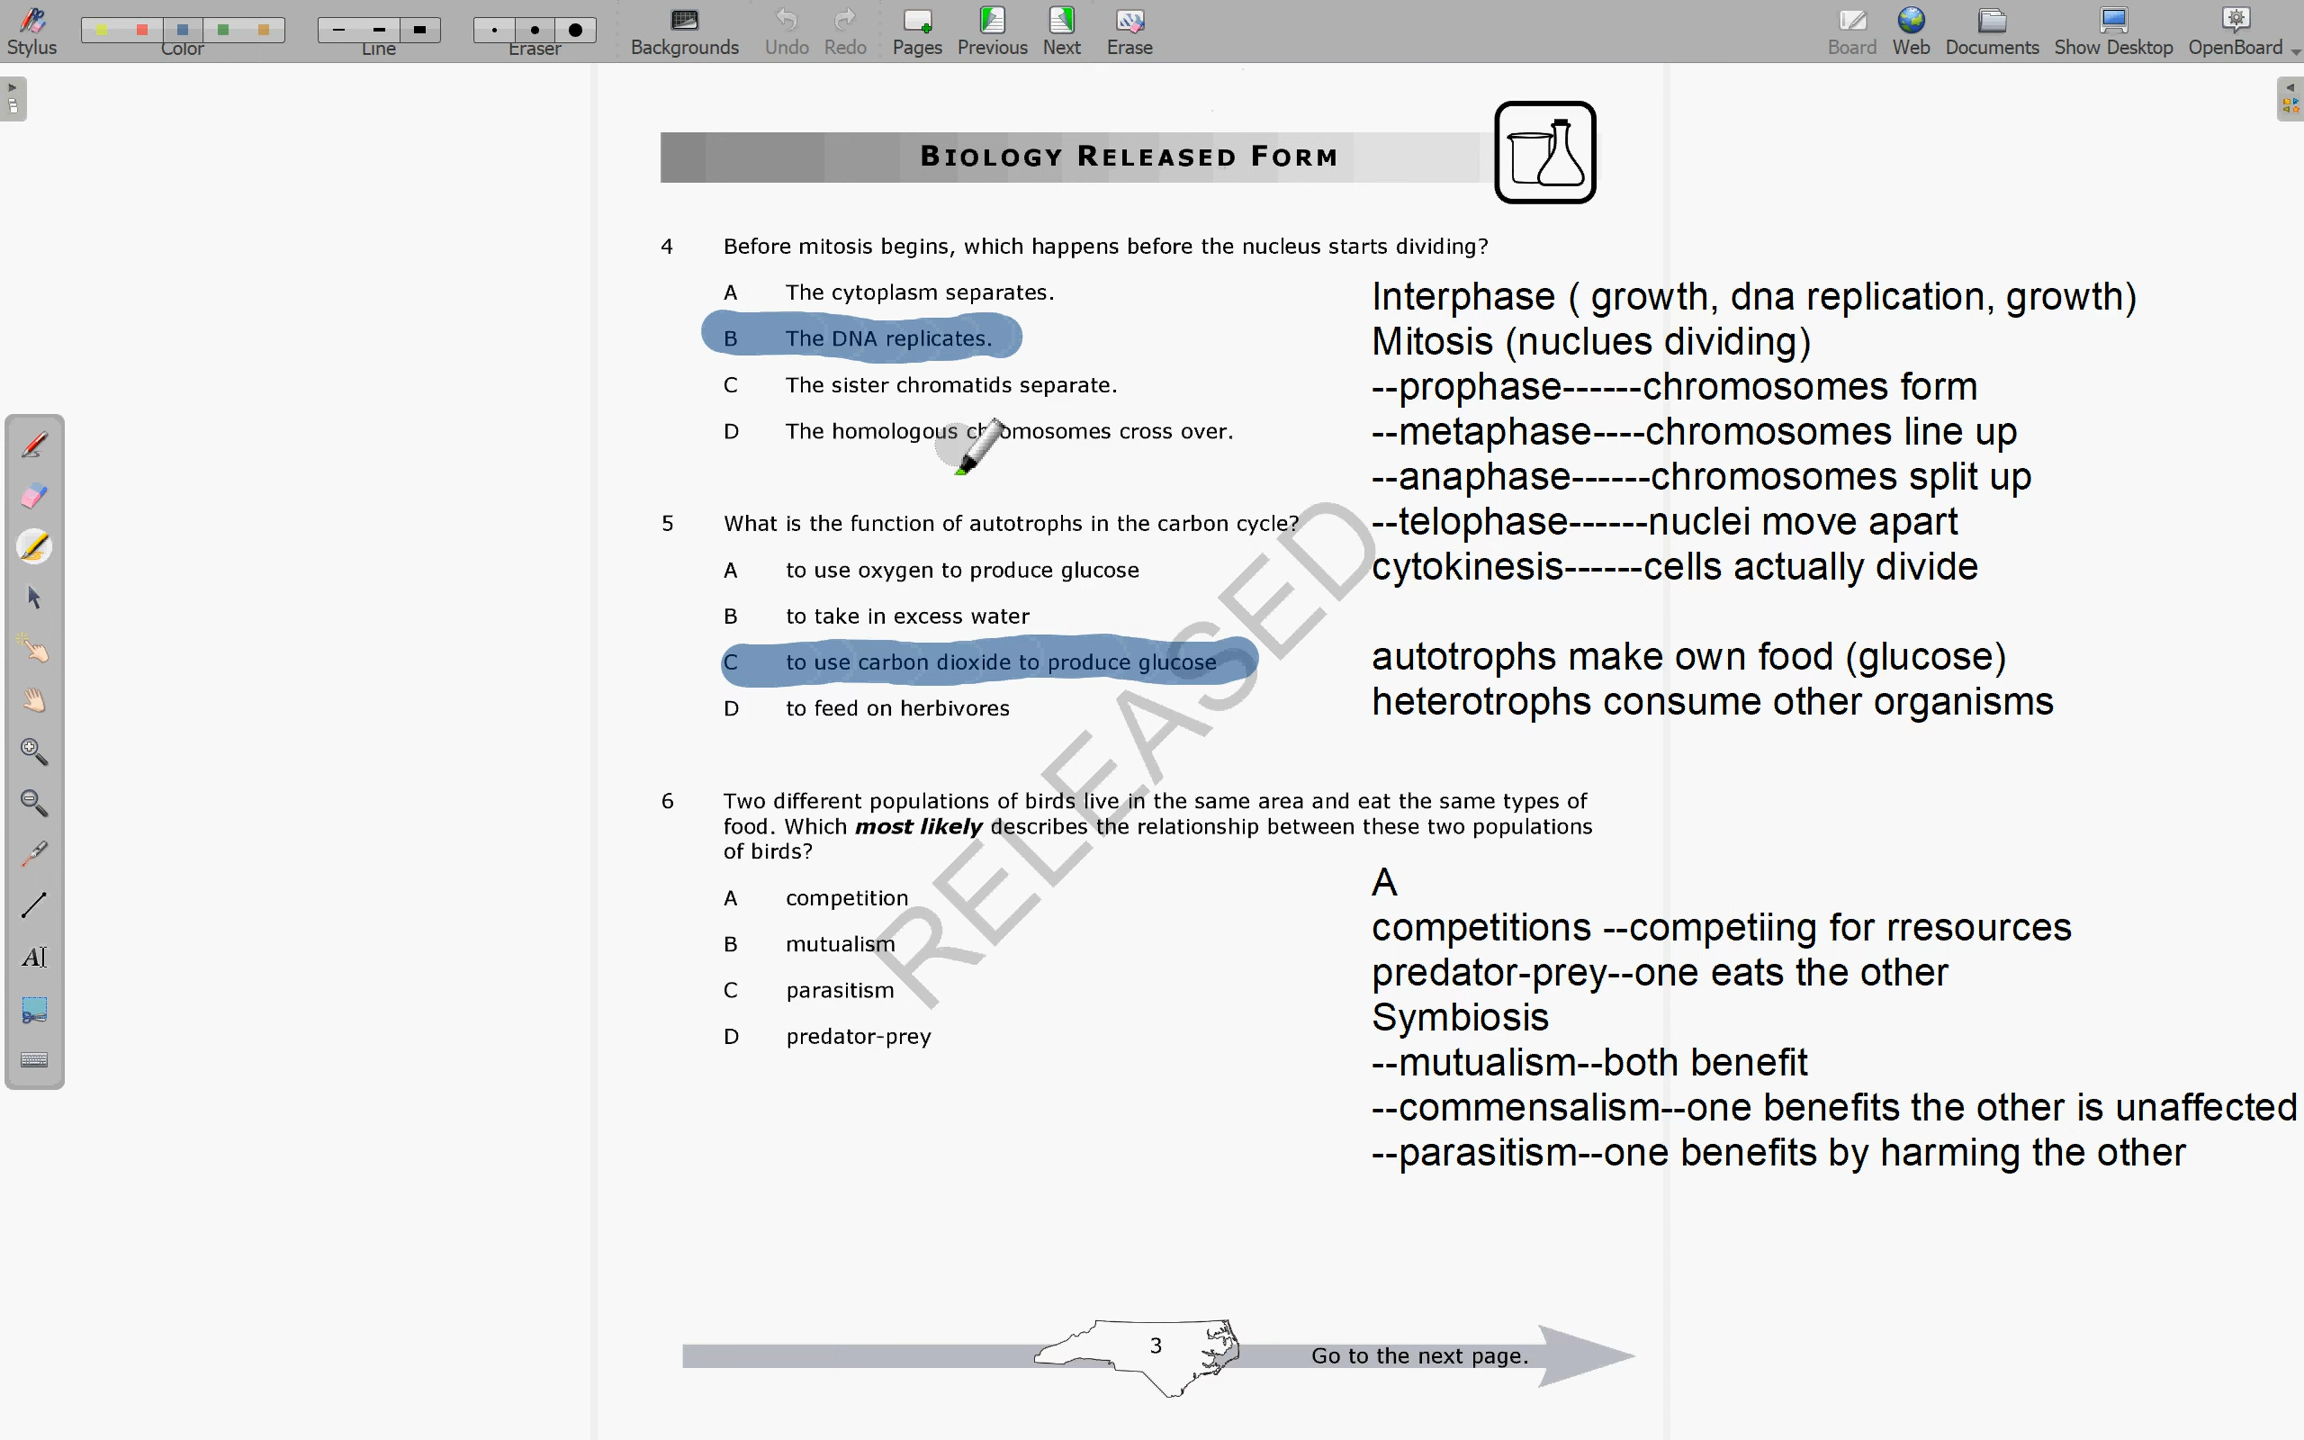 Stylus
Color
Line
Eraser
Backgrounds
Undo
Redo
Pages
Previous
Next
Erase
Board
Web
Documents
Show Desktop
OpenBoard
BIOLOGY RELEASED FORM
4 Before mitosis begins, which happens before the nucleus starts dividing?
A The cytoplasm separates.
B The DNA replicates.
C The sister chromatids separate.
D The homologous chromosomes cross over.
5 What is the function of autotrophs in the carbon cycle?
A to use oxygen to produce glucose
B to take in excess water
C to use carbon dioxide to produce glucose
D to feed on herbivores
6 Two different populations of birds live in the same area and eat the same types of
food. Which most likely describes the relationship between these two populations
of birds?
A competition
B mutualism
C parasitism
D predator-prey
RELEASED
Interphase ( growth, dna replication, growth)
Mitosis (nuclues dividing)
--prophase------chromosomes form
--metaphase----chromosomes line up
--anaphase------chromosomes split up
--telophase------nuclei move apart
cytokinesis------cells actually divide
autotrophs make own food (glucose)
heterotrophs consume other organisms
A
competitions --competiing for rresources
predator-prey--one eats the other
Symbiosis
--mutualism--both benefit
--commensalism--one benefits the other is unaffected
--parasitism--one benefits by harming the other
3
Go to the next page.